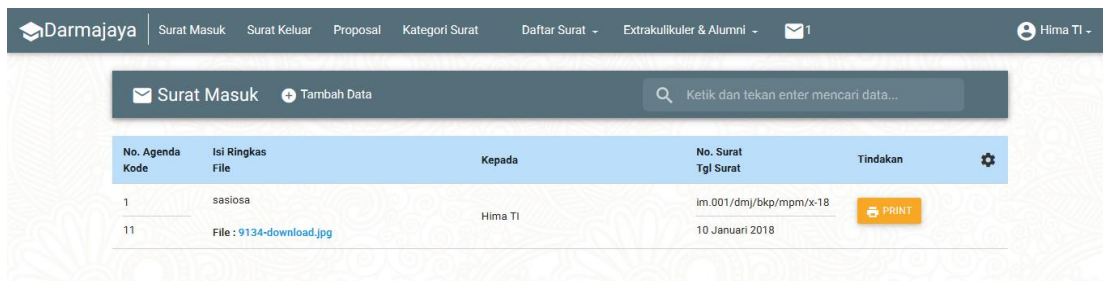 Darmajaya Surat Masuk Surat Keluar Proposal Kategori Surat Daftar Surat Extrakulikuler & Alumni 1 Hima TI
Surat Masuk Tambah Data Ketik dan tekan enter mencari data...
No. Agenda Isi Ringkas Kepada No. Surat Tindakan
Kode File Tgl Surat
1 sasiosa Hima TI im.001/dmj/bkp/mpm/x-18 PRINT
11 File : 9134-download.jpg 10 Januari 2018